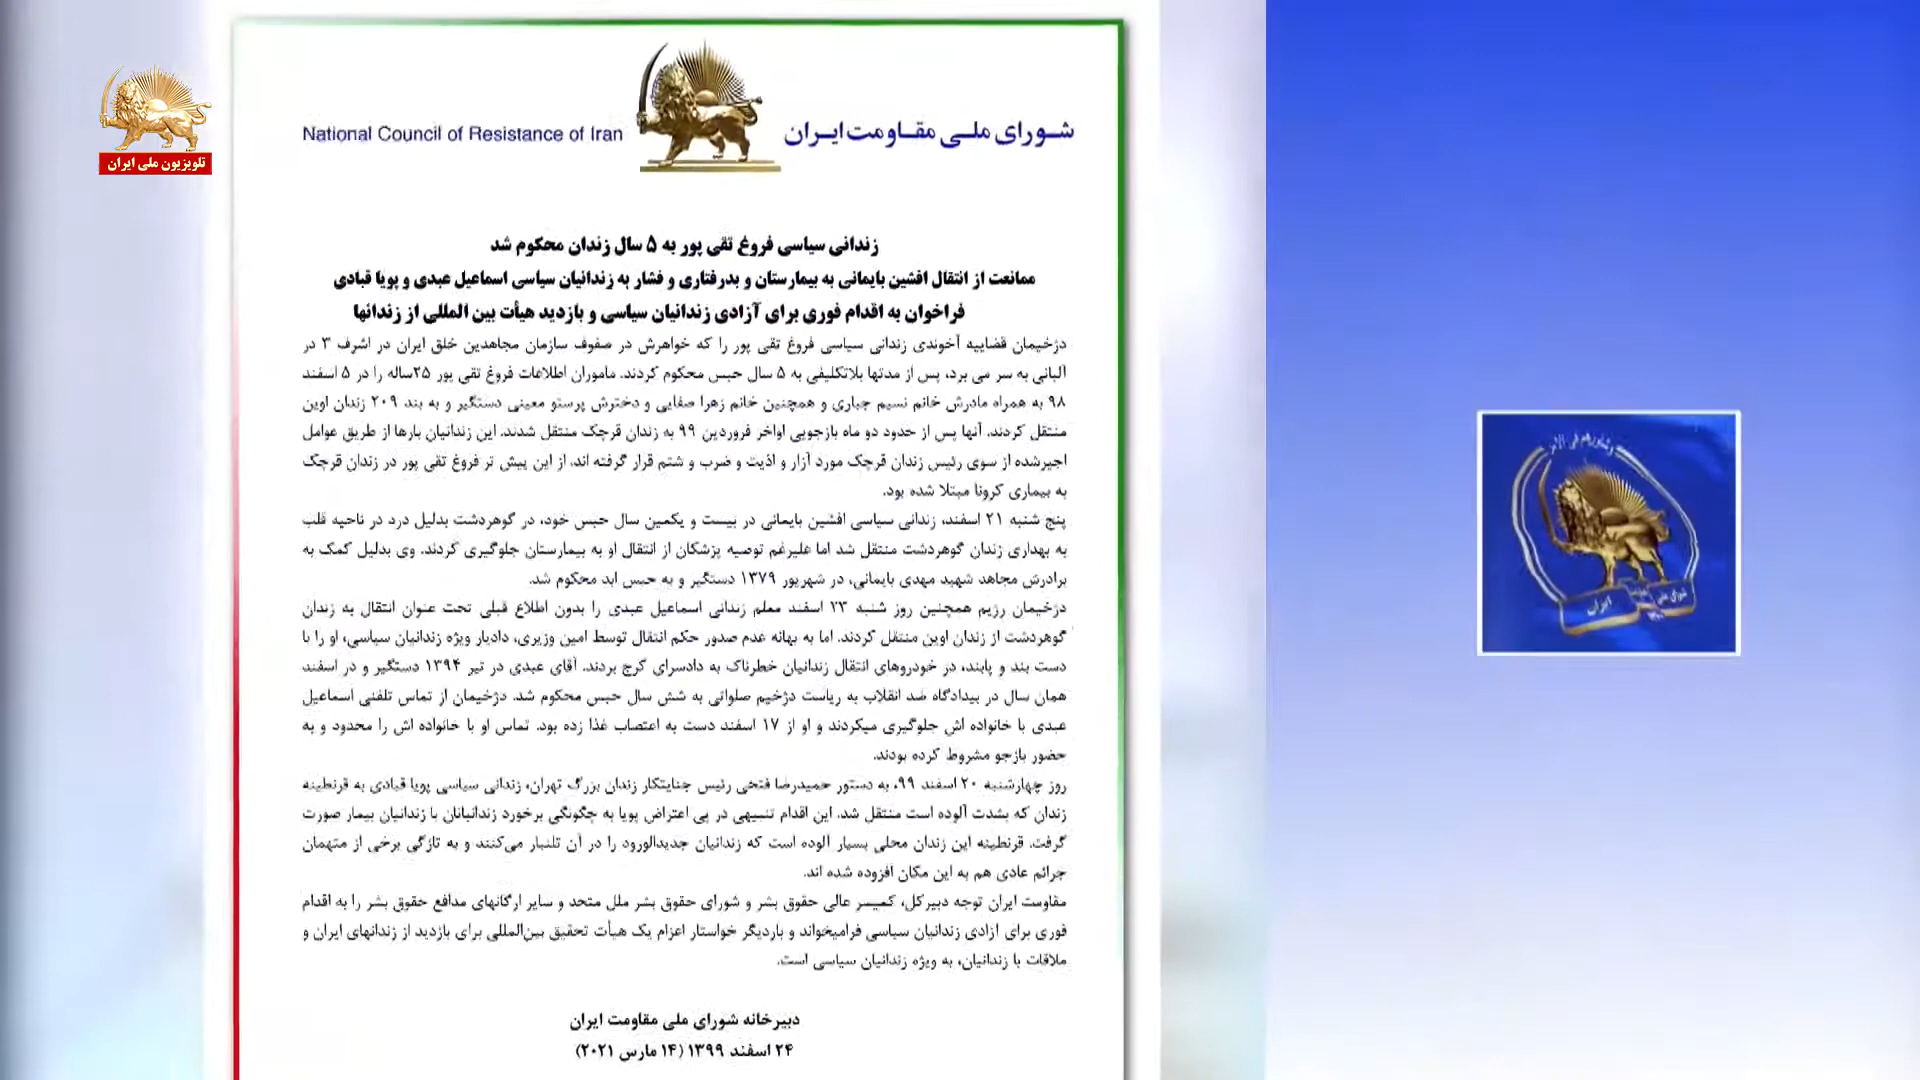 تلویزیون ملی ایران
National Council of Resistance of Iran
شـورای ملـی مقـاومت ایـران
زندانی سیاسی فروغ تقی پور به ۵ سال زندان محکوم شد
ممانعت از انتقال افشین بایمانی به بیمارستان و بدرفتاری و فشار به زندانیان سیاسی اسماعیل عبدی و پویا قبادی
فراخوان به اقدام فوری برای آزادی زندانیان سیاسی و بازدید هیأت بین المللی از زندانها
دژخیمان قضاییه آخوندی زندانی سیاسی فروغ تقی پور را که خواهرش در صفوف سازمان مجاهدین خلق ایران در اشرف ۳ در
آلبانی به سر می برد، پس از مدتها بلاتکلیفی به ۵ سال حبس محکوم کردند. ماموران اطلاعات فروغ تقی پور ۲۵ساله را در ۵ اسفند
۹۸ به همراه مادرش خانم نسیم جباری و همچنین خانم زهرا صفایی و دخترش پرستو معینی دستگیر و به بند ۲۰۹ زندان اوین
منتقل کردند. آنها پس از حدود دو ماه بازجویی اواخر فروردین ۹۹ به زندان قرچک منتقل شدند. این زندانیان بارها از طریق عوامل
اجیرشده از سوی رئیس زندان قرچک مورد آزار و اذیت و ضرب و شتم قرار گرفته اند. از این پیش تر فروغ تقی پور در زندان قرچک
به بیماری کرونا مبتلا شده بود.
پنج شنبه ۲۱ اسفند، زندانی سیاسی افشین بایمانی در بیست و یکمین سال حبس خود، در گوهردشت بدلیل درد در ناحیه قلب
به بهداری زندان گوهردشت منتقل شد اما علیرغم توصیه پزشکان از انتقال او به بیمارستان جلوگیری کردند. وی بدلیل کمک به
برادرش مجاهد شهید مهدی بایمانی، در شهریور ۱۳۷۹ دستگیر و به حبس ابد محکوم شد.
دژخیمان رژیم همچنین روز شنبه ۲۳ اسفند معلم زندانی اسماعیل عبدی را بدون اطلاع قبلی تحت عنوان انتقال به زندان
گوهردشت از زندان اوین منتقل کردند. اما به بهانه عدم صدور حکم انتقال توسط امین وزیری، دادیار ویژه زندانیان سیاسی، او را با
دست بند و پابند، در خودروهای انتقال زندانیان خطرناک به دادسرای کرج بردند. آقای عبدی در تیر ۱۳۹۴ دستگیر و در اسفند
همان سال در بیدادگاه ضد انقلاب به ریاست دژخیم صلواتی به شش سال حبس محکوم شد. دژخیمان از تماس تلفنی اسماعیل
عبدی با خانواده اش جلوگیری میکردند و او از ۱۷ اسفند دست به اعتصاب غذا زده بود. تماس او با خانواده اش را محدود و به
حضور بازجو مشروط کرده بودند.
روز چهارشنبه ۲۰ اسفند ۹۹، به دستور حمیدرضا فتحی رئیس جنایتکار زندان بزرگ تهران، زندانی سیاسی پویا قبادی به قرنطینه
زندان که بشدت آلوده است منتقل شد. این اقدام تنبیهی در پی اعتراض پویا به چگونگی برخورد زندانبانان با زندانیان بیمار صورت
گرفت. قرنطینه این زندان محلی بسیار آلوده است که زندانیان جدیدالورود را در آن تلنبار می‌کنند و به تازگی برخی از متهمان
جرائم عادی هم به این مکان افزوده شده اند.
مقاومت ایران توجه دبیرکل، کمیسر عالی حقوق بشر و شورای حقوق بشر ملل متحد و سایر ارگانهای مدافع حقوق بشر را به اقدام
فوری برای ازادی زندانیان سیاسی فرامیخواند و باردیگر خواستار اعزام یک هیأت تحقیق بین‌المللی برای بازدید از زندانهای ایران و
ملاقات با زندانیان، به ویژه زندانیان سیاسی است.
دبیرخانه شورای ملی مقاومت ایران
۲۴ اسفند ۱۳۹۹ (۱۴ مارس ۲۰۲۱)
شورای ملی
ایران